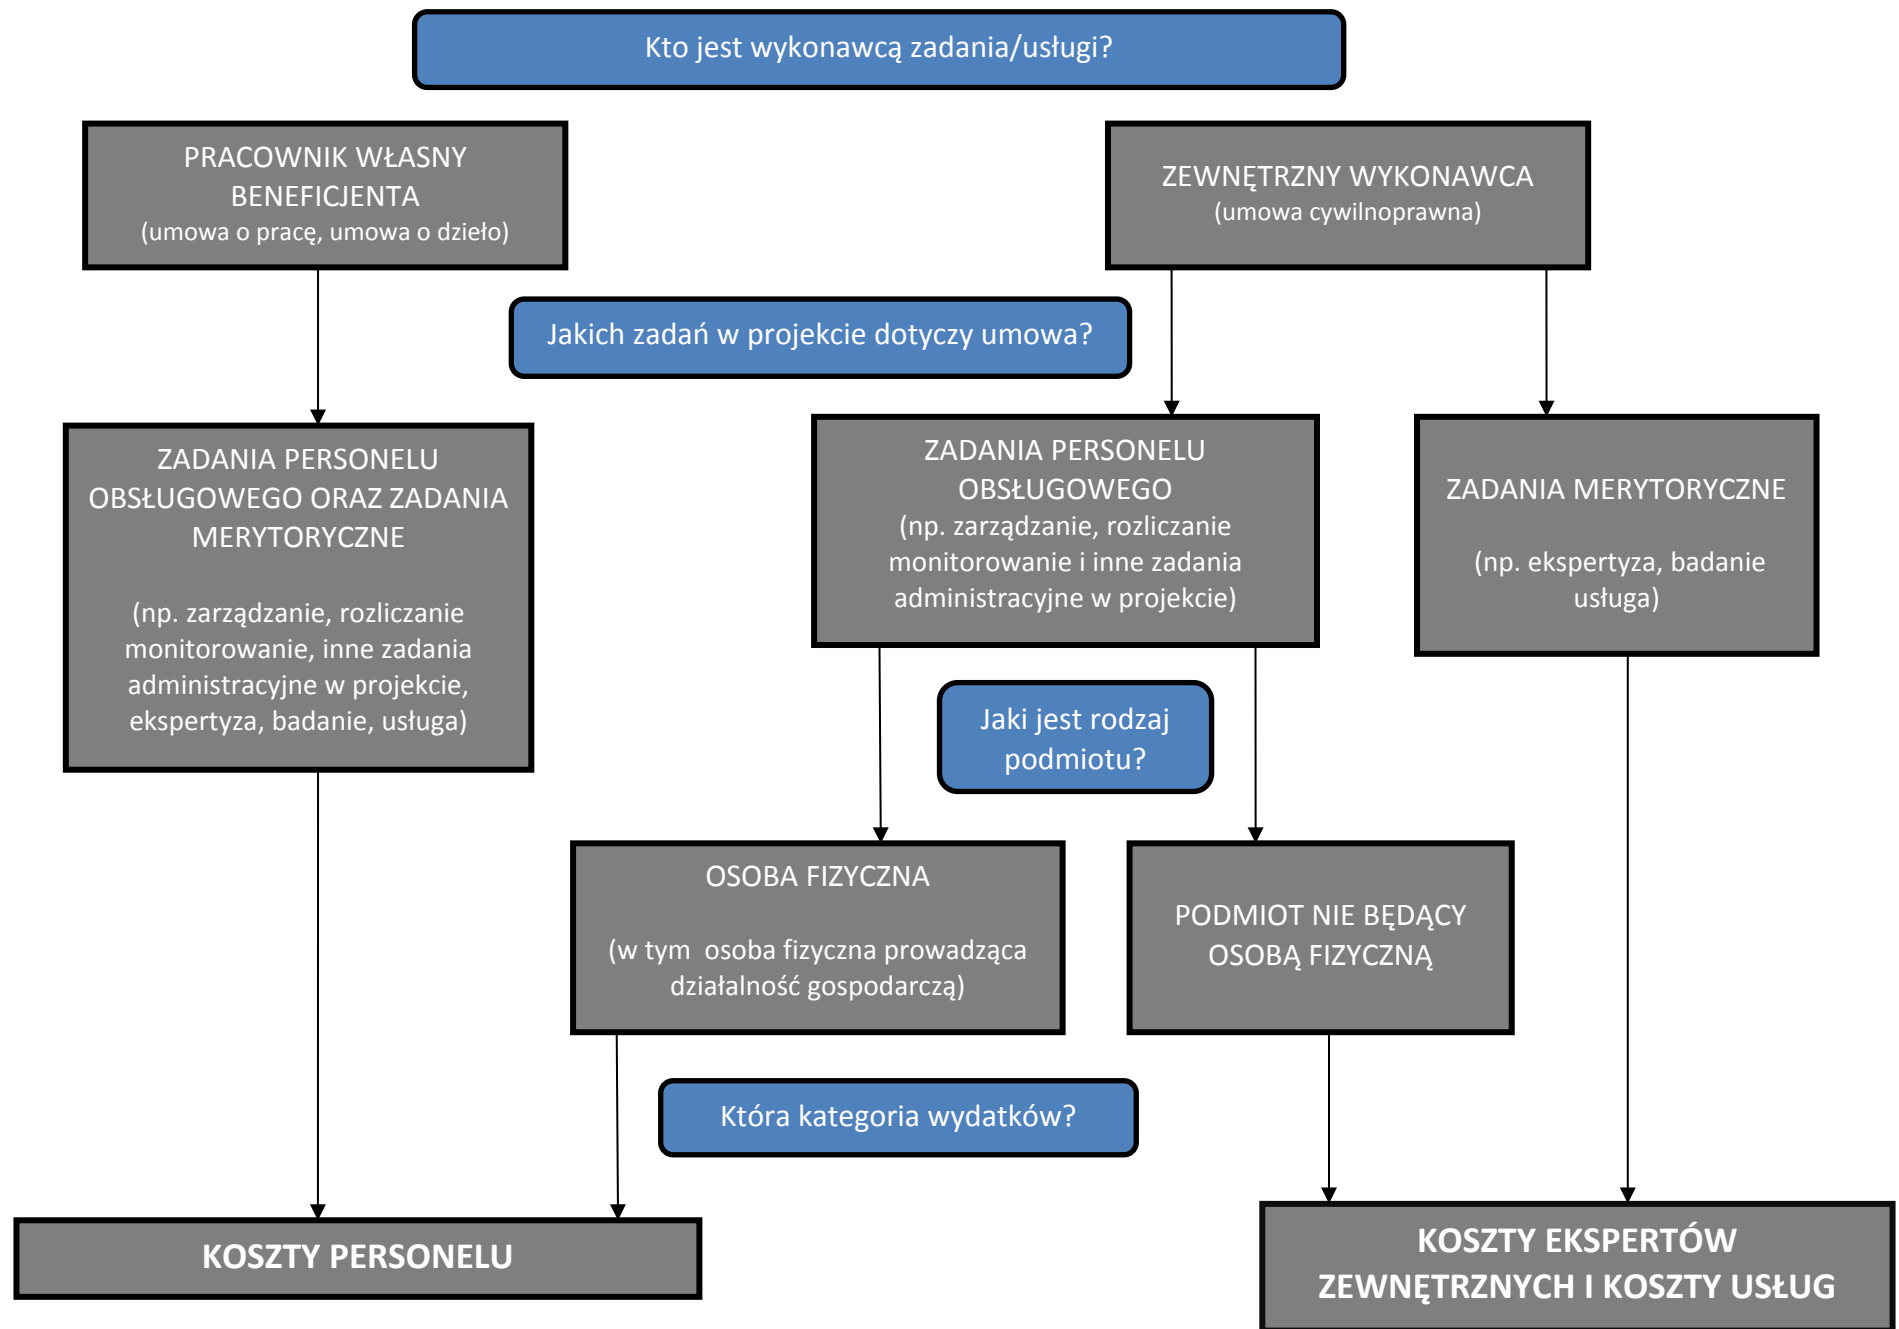 Kto jest wykonawcą zadania/usługi?
PRACOWNIK WŁASNY
BENEFICJENTA
(umowa o pracę, umowa o dzieło)
ZEWNĘTRZNY WYKONAWCA
(umowa cywilnoprawna)
Jakich zadań w projekcie dotyczy umowa?
ZADANIA PERSONELU
OBSŁUGOWEGO ORAZ ZADANIA
MERYTORYCZNE
(np. zarządzanie, rozliczanie
monitorowanie, inne zadania
administracyjne w projekcie,
ekspertyza, badanie, usługa)
ZADANIA PERSONELU
OBSŁUGOWEGO
(np. zarządzanie, rozliczanie
monitorowanie i inne zadania
administracyjne w projekcie)
ZADANIA MERYTORYCZNE
(np. ekspertyza, badanie
usługa)
Jaki jest rodzaj
podmiotu?
OSOBA FIZYCZNA
(w tym  osoba fizyczna prowadząca
działalność gospodarczą)
PODMIOT NIE BĘDĄCY
OSOBĄ FIZYCZNĄ
Która kategoria wydatków?
KOSZTY PERSONELU
KOSZTY EKSPERTÓW
ZEWNĘTRZNYCH I KOSZTY USŁUG